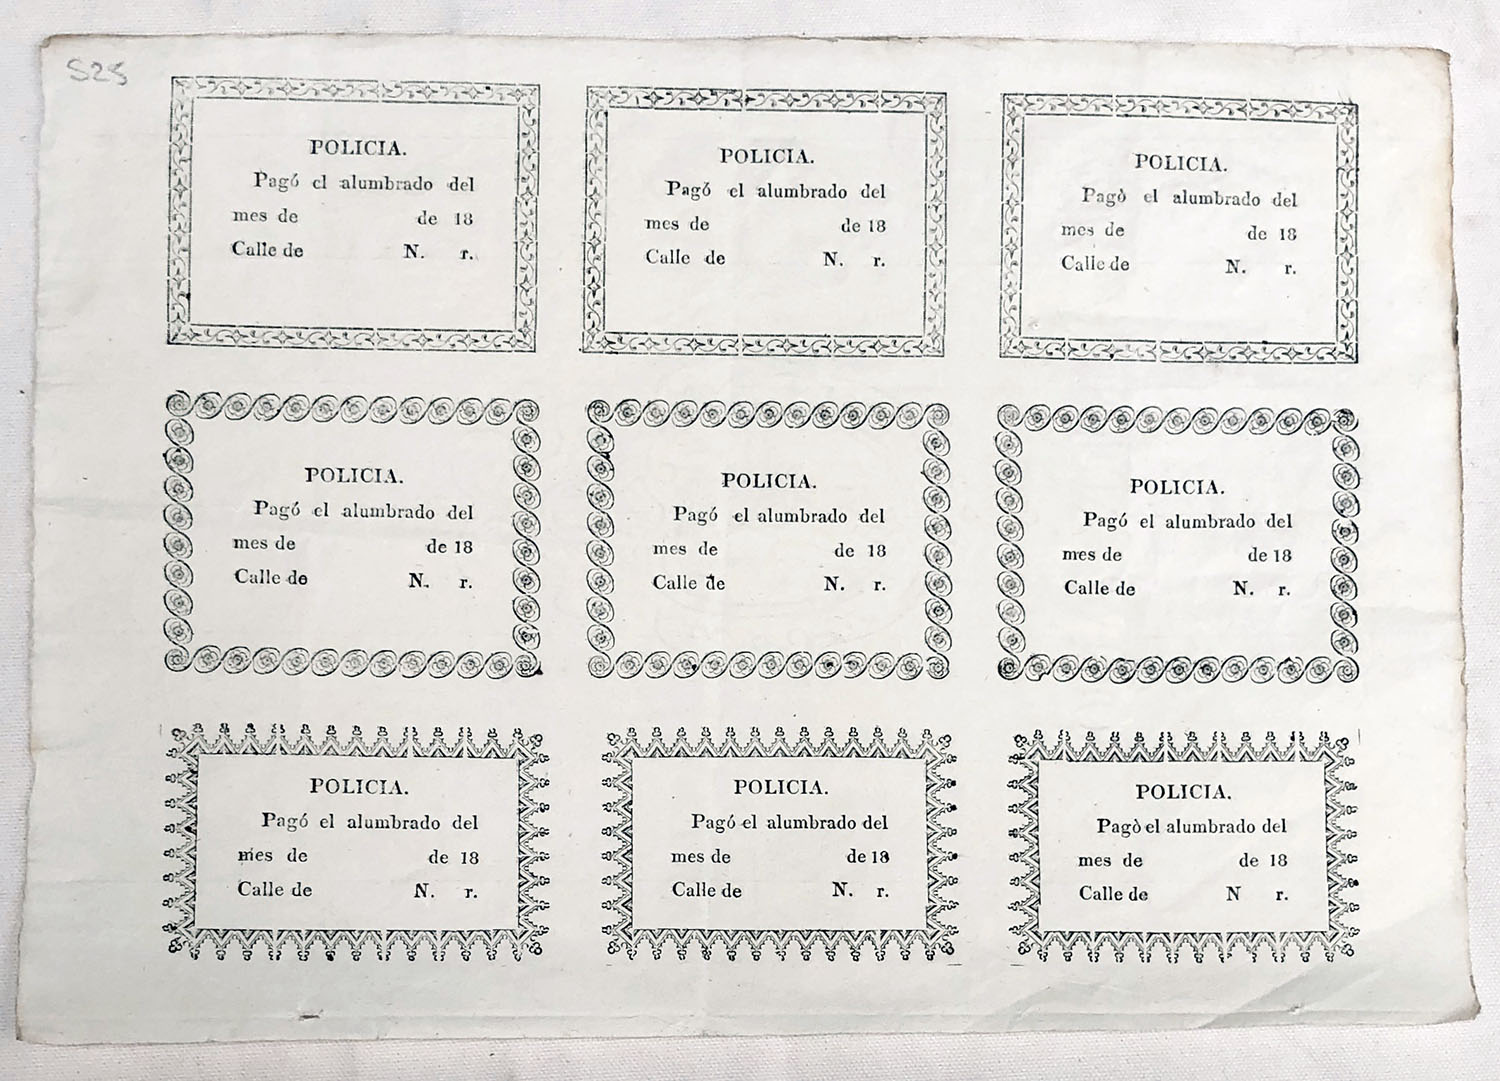 S25
POLICIA.
Pagó el alumbrado del
mes de de 18
Calle de N. r.
POLICIA.
Pagó el alumbrado del
mes de de 18
Calle de N. r.
POLICIA.
Pagò el alumbrado del
mes de de 18
Calle de N. r.
POLICIA.
Pagó el alumbrado del
mes de de 18
Calle de N. r.
POLICIA.
Pagó el alumbrado del
mes de de 18
Calle de N. r.
POLICIA.
Pagó el alumbrado del
mes de de 18
Calle de N. r.
POLICIA.
Pagó el alumbrado del
mes de de 18
Calle de N. r.
POLICIA.
Pagó el alumbrado del
mes de de 18
Calle de N. r.
POLICIA.
Pagò el alumbrado del
mes de de 18
Calle de N r.